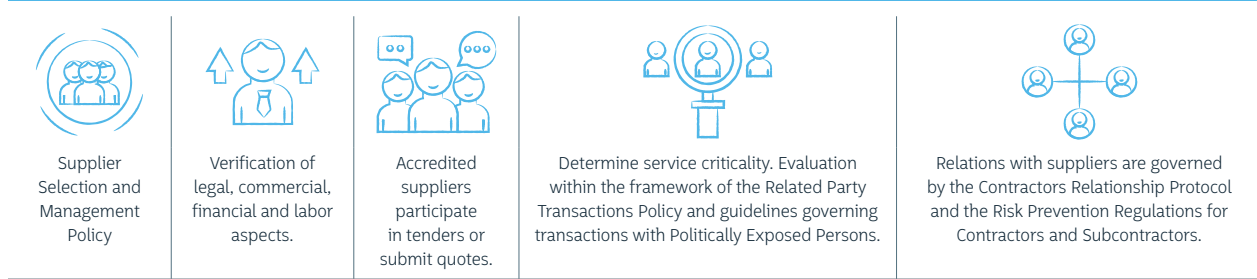 Supplier
Selection and
Management
Policy
Verification of
legal, commercial,
financial and labor
aspects.
Accredited
suppliers
participate
in tenders or
submit quotes.
Determine service criticality. Evaluation
within the framework of the Related Party
Transactions Policy and guidelines governing
transactions with Politically Exposed Persons.
Relations with suppliers are governed
by the Contractors Relationship Protocol
and the Risk Prevention Regulations for
Contractors and Subcontractors.